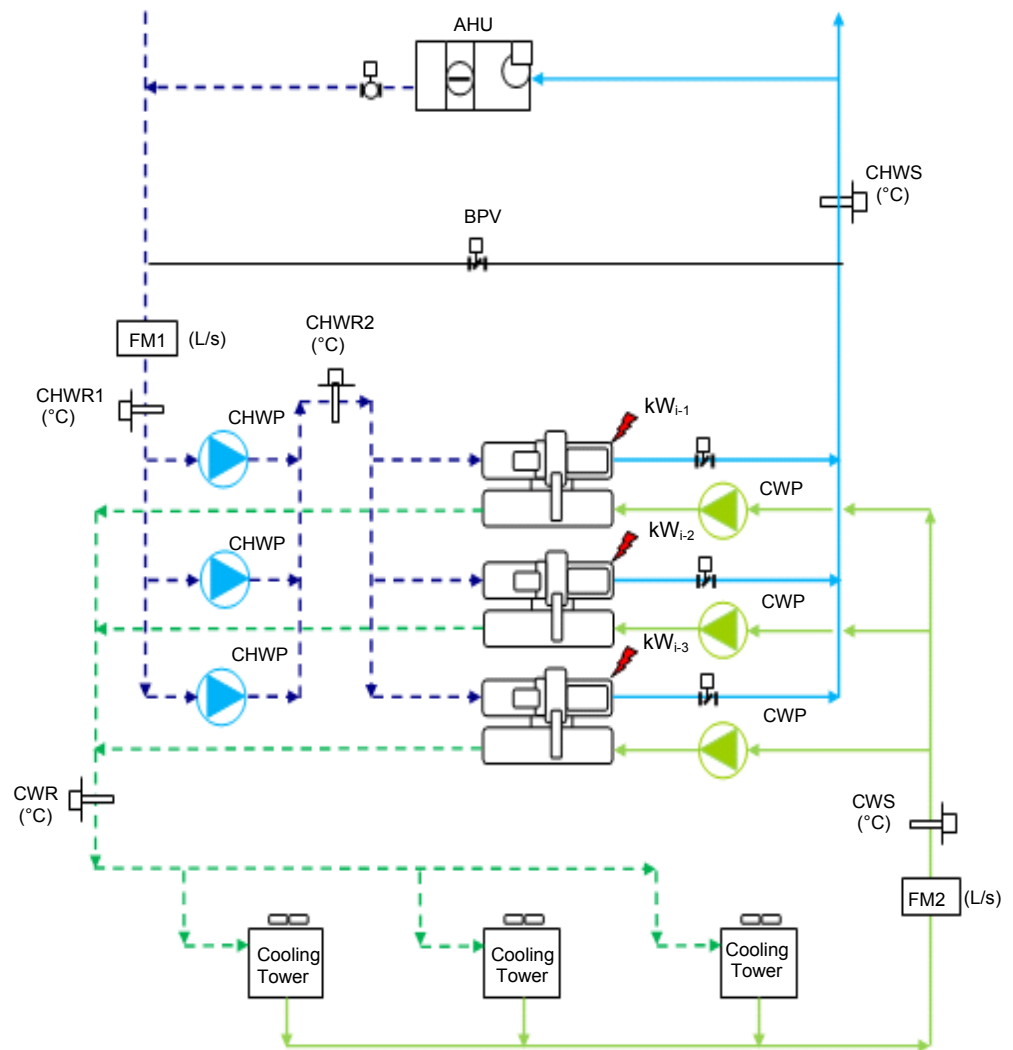 AHU
CHWS
(°C)
BPV
FM1
(L/s)
CHWR2
(°C)
CHWR1
(°C)
CHWP
kWi-1
CWP
kWi-2
CHWP
CWP
kWi-3
CHWP
CWP
CWR
(°C)
CWS
(°C)
FM2
(L/s)
Cooling
Tower
Cooling
Tower
Cooling
Tower